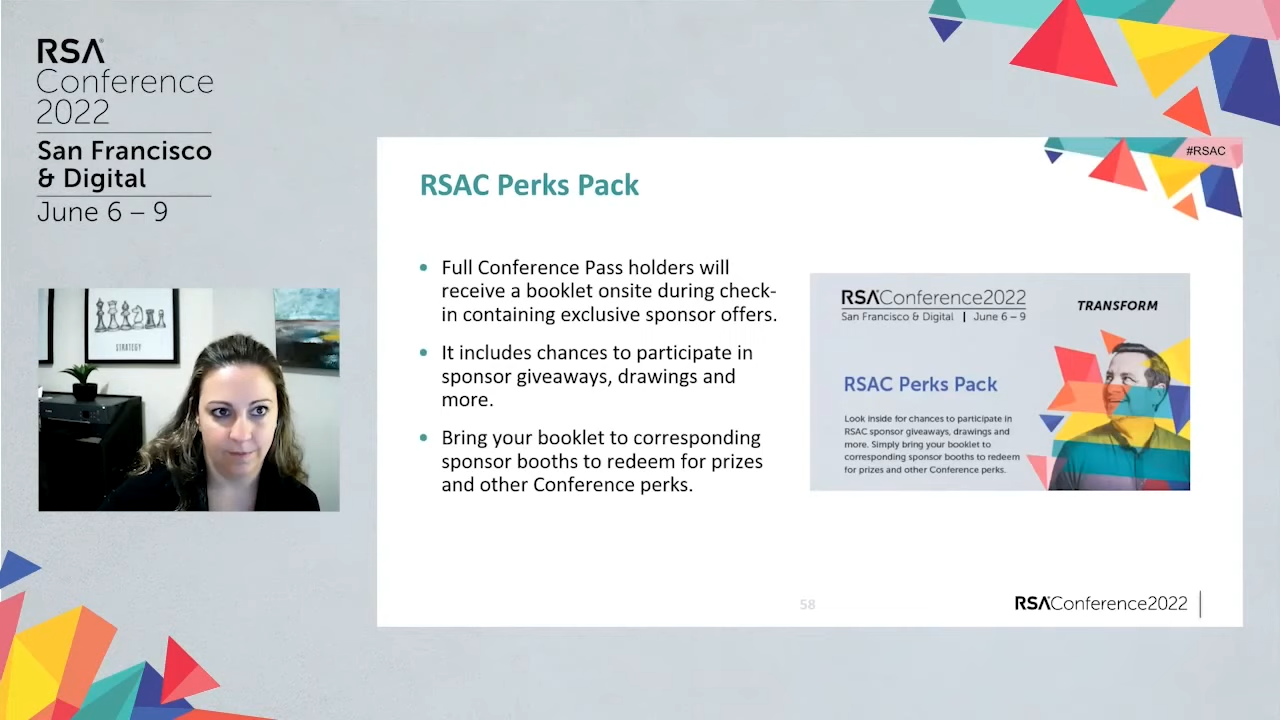 RSA
Conference
2022
San Francisco
& Digital
June 6 – 9
STRATEGY
#RSAC
RSAC Perks Pack
• Full Conference Pass holders will
receive a booklet onsite during check-
in containing exclusive sponsor offers.
• It includes chances to participate in
sponsor giveaways, drawings and
more.
• Bring your booklet to corresponding
sponsor booths to redeem for prizes
and other Conference perks.
RSAConference2022
San Francisco & Digital | June 6 – 9
TRANSFORM
RSAC Perks Pack
Look inside for chances to participate in
RSAC sponsor giveaways, drawings and
more. Simply bring your booklet to
corresponding sponsor booths to redeem
for prizes and other Conference perks.
58
RSAConference2022